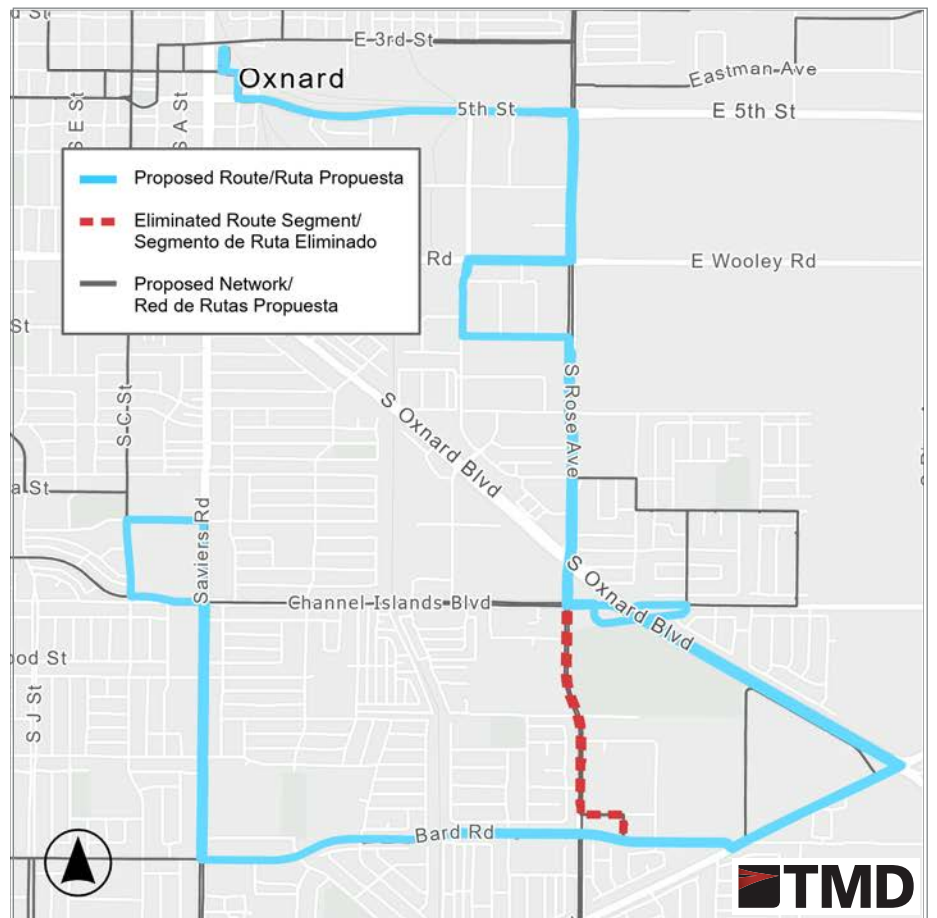 E 3rd St
Eastman Ave
Oxnard
5th St
E 5th St
S E St
S A St
Proposed Route/Ruta Propuesta
Eliminated Route Segment/
Segmento de Ruta Eliminado
Proposed Network/
Red de Rutas Propuesta
Rd
E Wooley Rd
St
S C St
S Rose Ave
S Oxnard Blvd
a St
Saviers Rd
Channel Islands Blvd
S Oxnard Blvd
ood St
S J St
Bard Rd
TMD